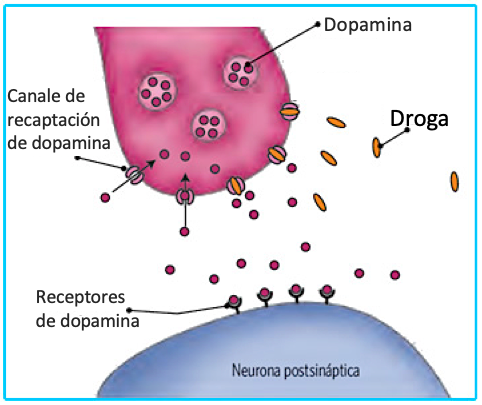 Dopamina
Canale de
recaptación
de dopamina
Droga
Receptores
de dopamina
Neurona postsináptica